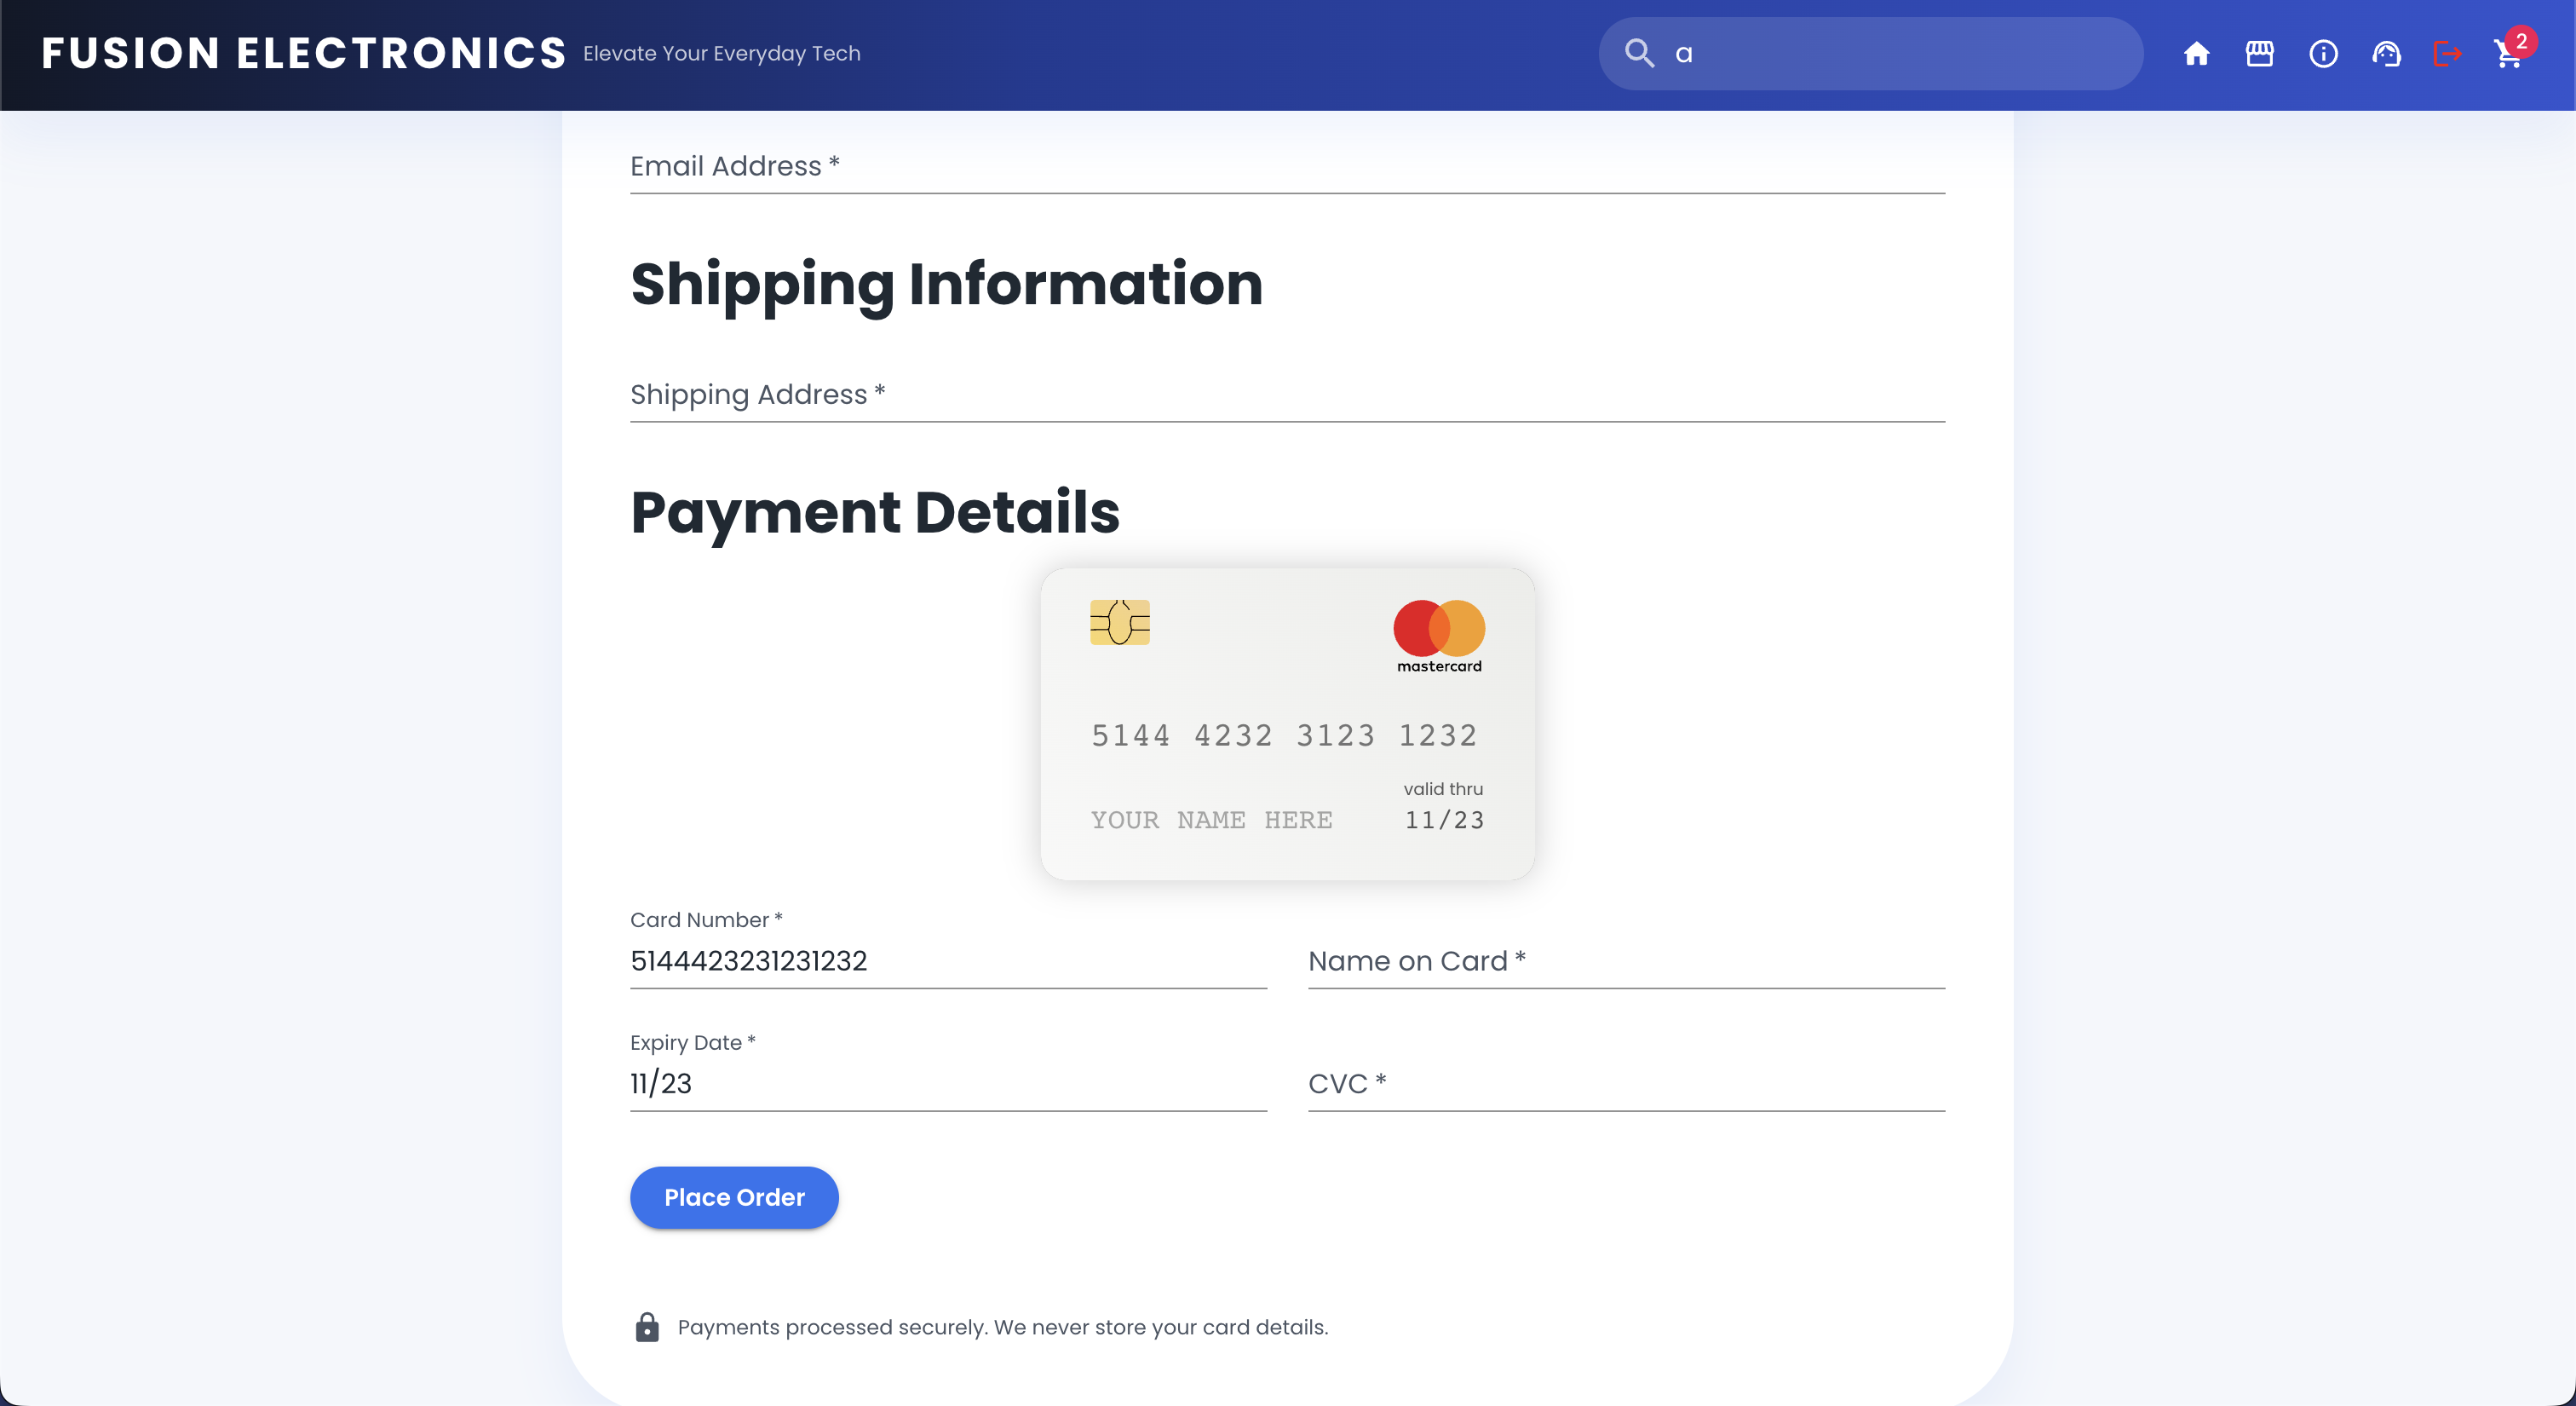 FUSION ELECTRONICS Elevate Your Everyday Tech a 2
Email Address *
Shipping Information
Shipping Address *
Payment Details
mastercard
5144 4232 3123 1232
valid thru
YOUR NAME HERE 11/23
Card Number *
5144423231231232 Name on Card *
Expiry Date *
11/23 CVC *
Place Order
Payments processed securely. We never store your card details.